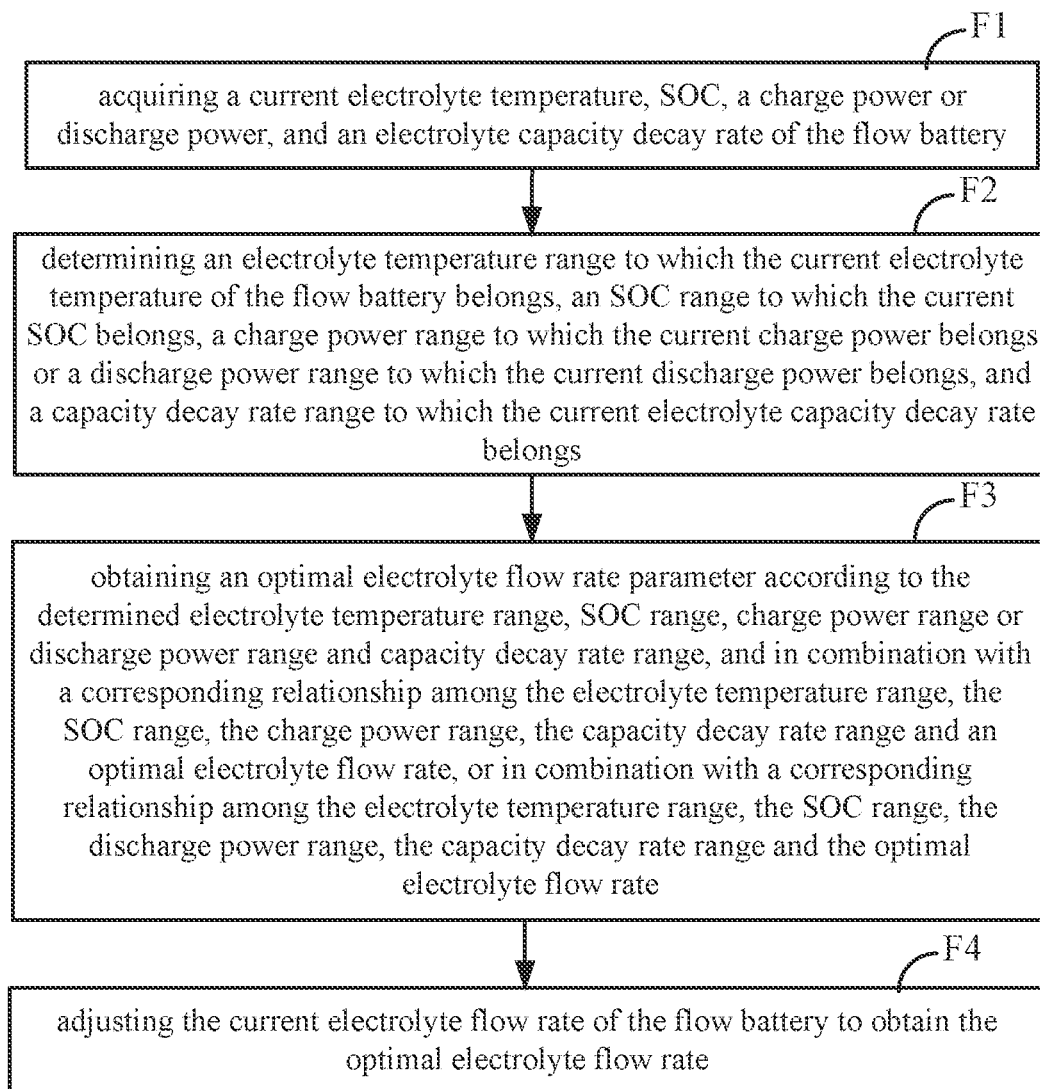 F1
acquiring a current electrolyte temperature, SOC, a charge power or
discharge power, and an electrolyte capacity decay rate of the flow battery
F2
determining an electrolyte temperature range to which the current electrolyte
temperature of the flow battery belongs, an SOC range to which the current
SOC belongs, a charge power range to which the current charge power belongs
or a discharge power range to which the current discharge power belongs, and
a capacity decay rate range to which the current electrolyte capacity decay rate
belongs
F3
obtaining an optimal electrolyte flow rate parameter according to the
determined electrolyte temperature range, SOC range, charge power range or
discharge power range and capacity decay rate range, and in combination with
a corresponding relationship among the electrolyte temperature range, the
SOC range, the charge power range, the capacity decay rate range and an
optimal electrolyte flow rate, or in combination with a corresponding
relationship among the electrolyte temperature range, the SOC range, the
discharge power range, the capacity decay rate range and the optimal
electrolyte flow rate
F4
adjusting the current electrolyte flow rate of the flow battery to obtain the
optimal electrolyte flow rate